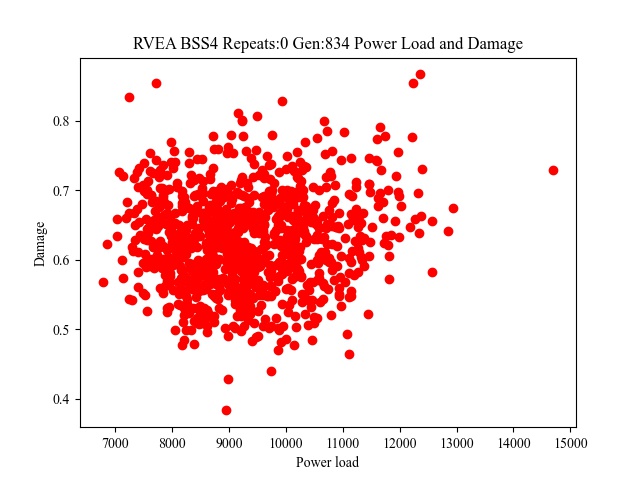 RVEA BSS4 Repeats:0 Gen:834 Power Load and Damage
Damage
0.8
0.7
0.6
0.5
0.4
7000 8000 9000 10000 11000 12000 13000 14000 15000
Power load